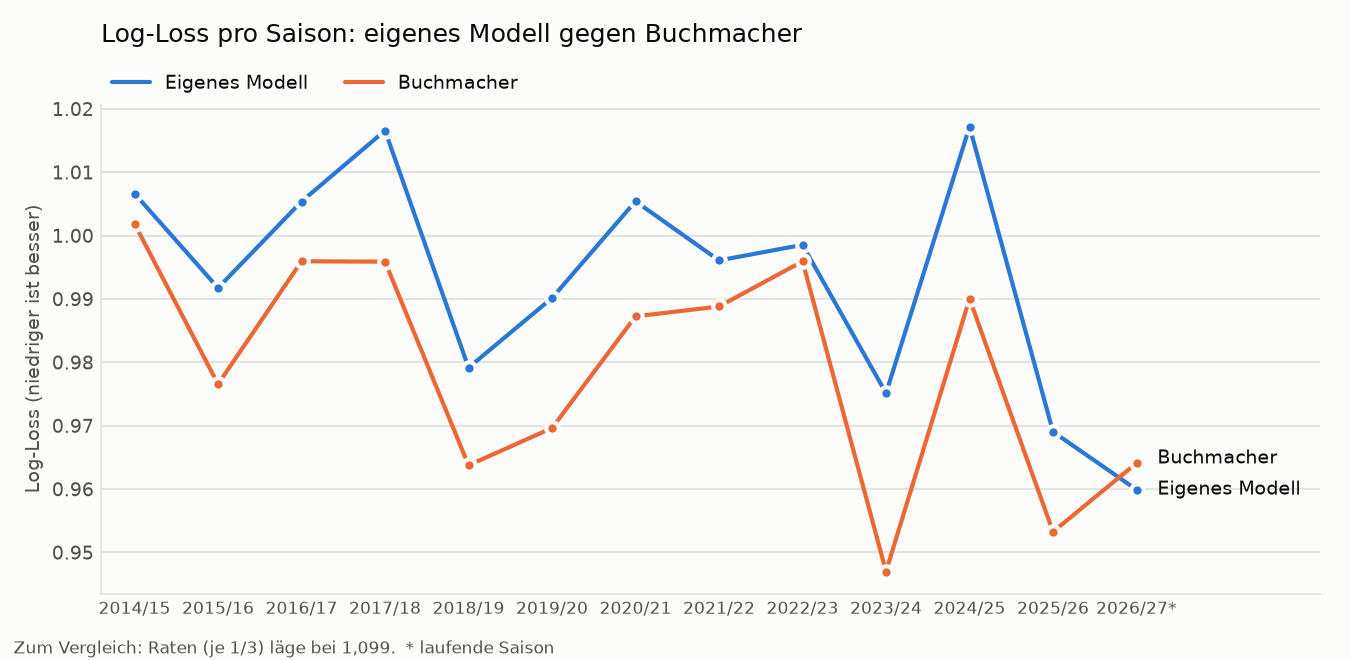 Log-Loss pro Saison: eigenes Modell gegen Buchmacher
Eigenes Modell
Buchmacher
Log-Loss (niedriger ist besser)
1.02
1.01
1.00
0.99
0.98
0.97
0.96
0.95
Buchmacher
Eigenes Modell
2014/15 2015/16 2016/17 2017/18 2018/19 2019/20 2020/21 2021/22 2022/23 2023/24 2024/25 2025/26 2026/27*
Zum Vergleich: Raten (je 1/3) läge bei 1,099.  * laufende Saison